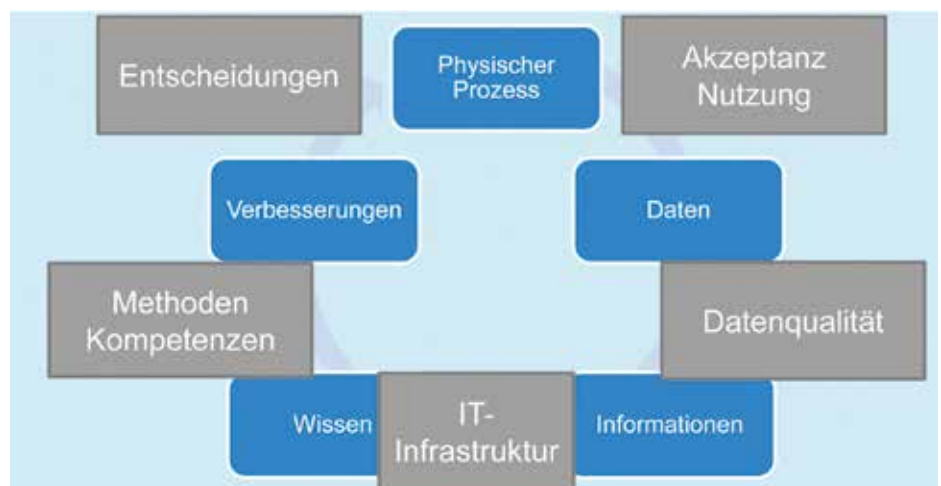 Entscheidungen
Physischer
Prozess
Akzeptanz
Nutzung
Verbesserungen
Daten
Methoden
Kompetenzen
Datenqualität
Wissen
IT-
Infrastruktur
Informationen